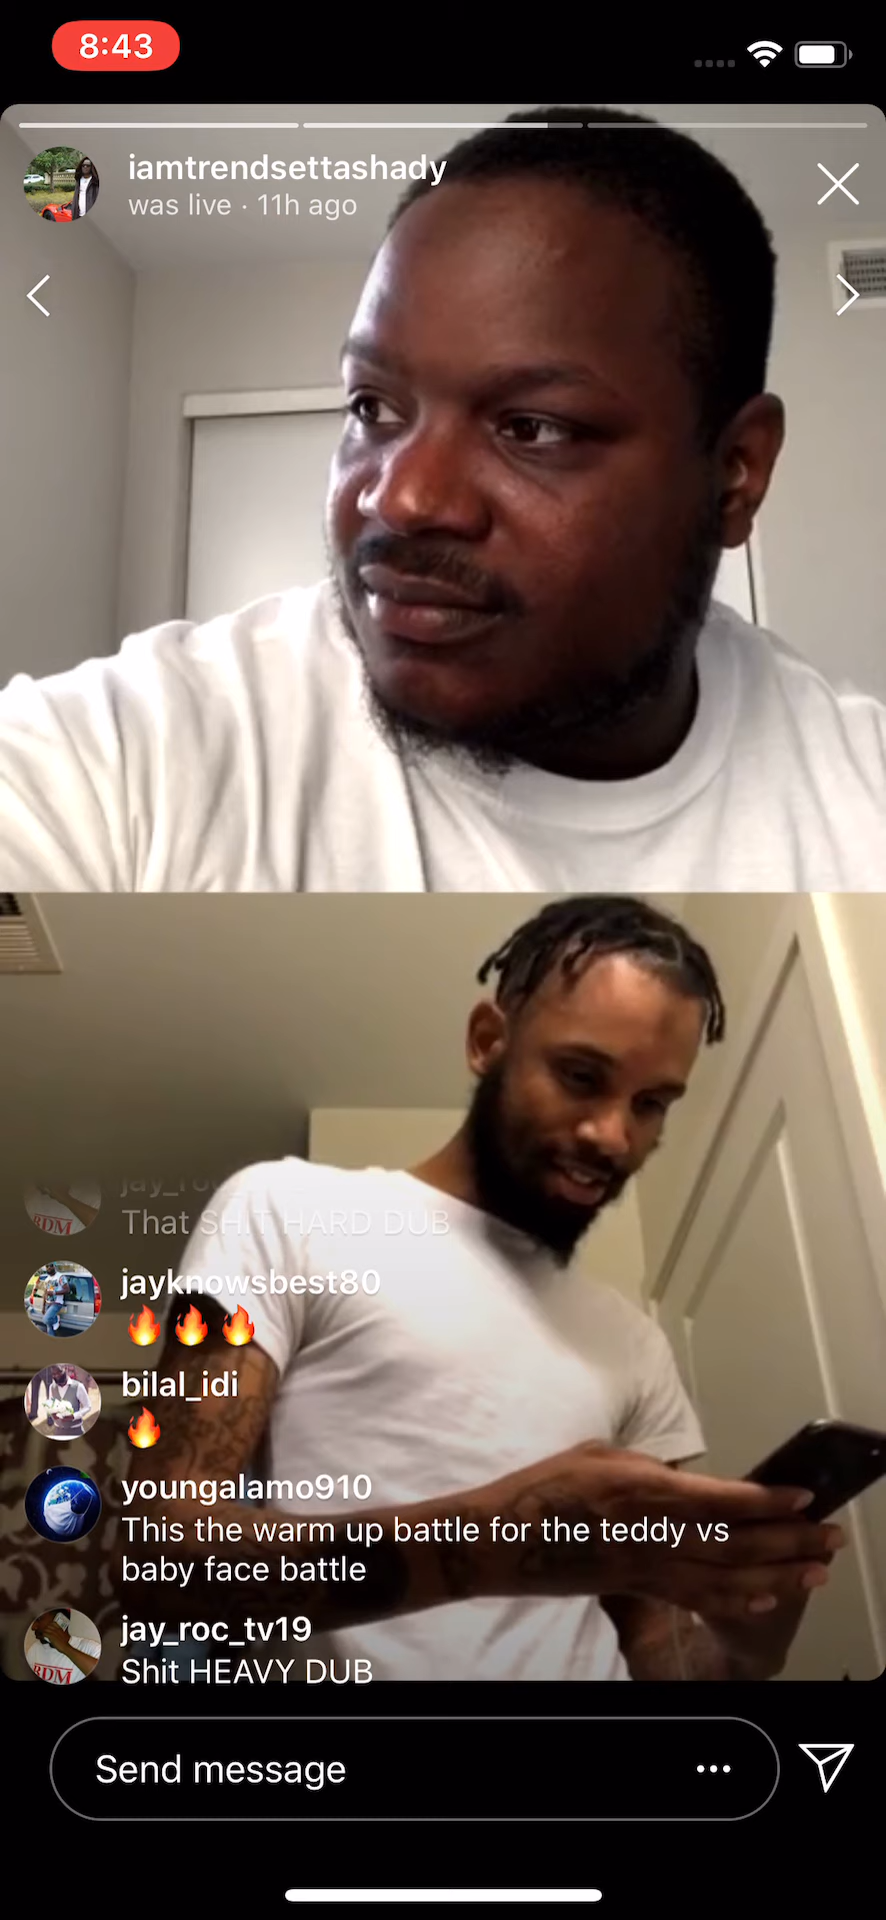 8:43
iamtrendsettashady
was live · 11h ago
That SHIT HARD DUB
jayknowsbest80
🔥🔥🔥
bilal_idi
🔥
youngalamo910
This the warm up battle for the teddy vs
baby face battle
jay_roc_tv19
Shit HEAVY DUB
Send message